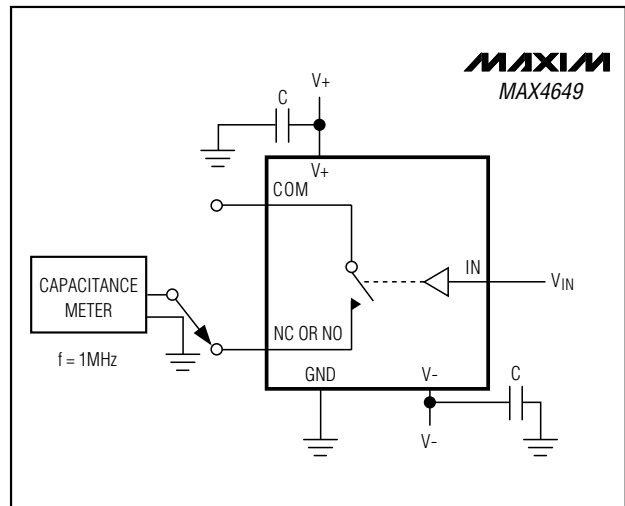 MAXIM
MAX4649
V+
C
V+
COM
IN
VIN
CAPACITANCE
METER
NC OR NO
f = 1MHz
GND
V-
C
V-